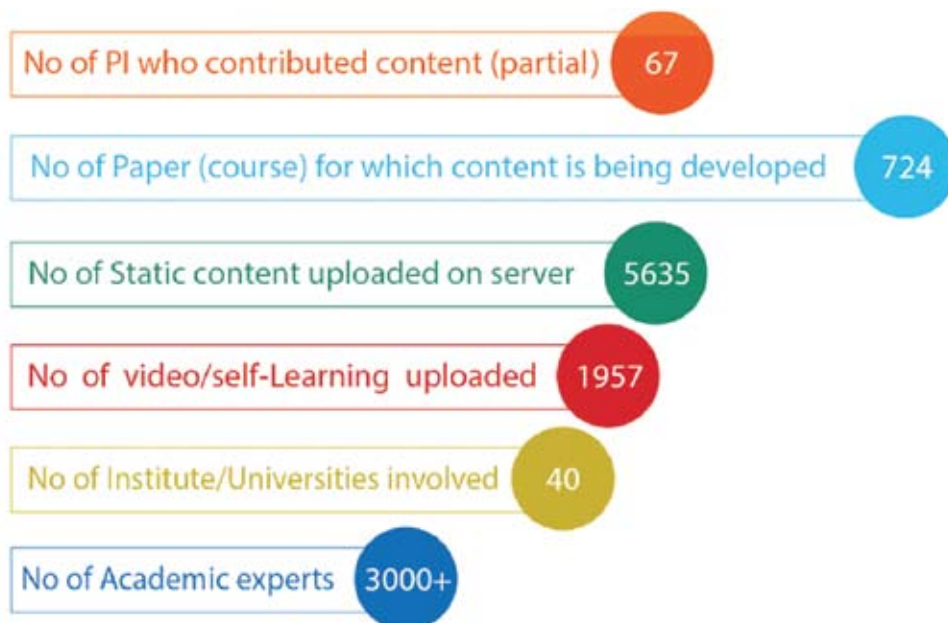 No of PI who contributed content (partial) 67
No of Paper (course) for which content is being developed 724
No of Static content uploaded on server 5635
No of video/self-Learning uploaded 1957
No of Institute/Universities involved 40
No of Academic experts 3000+